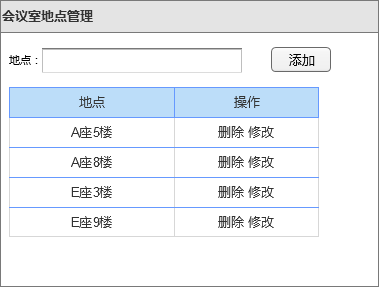 会议室地点管理
地点： 添加
地点 操作
A座5楼 删除 修改
A座8楼 删除 修改
E座3楼 删除 修改
E座9楼 删除 修改